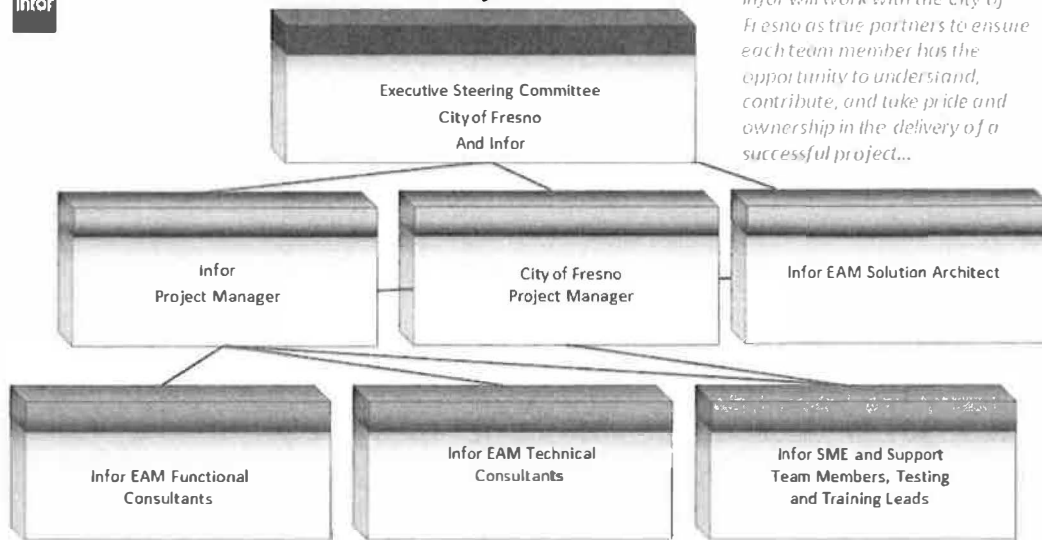 infor
Infor will work with the City of
Fresno as true partners to ensure
each team member has the
opportunity to understand,
contribute, and take pride and
ownership in the delivery of a
successful project...
Executive Steering Committee
City of Fresno
And Infor
Infor
Project Manager
City of Fresno
Project Manager
Infor EAM Solution Architect
Infor EAM Functional
Consultants
Infor EAM Technical
Consultants
Infor SME and Support
Team Members, Testing
and Training Leads